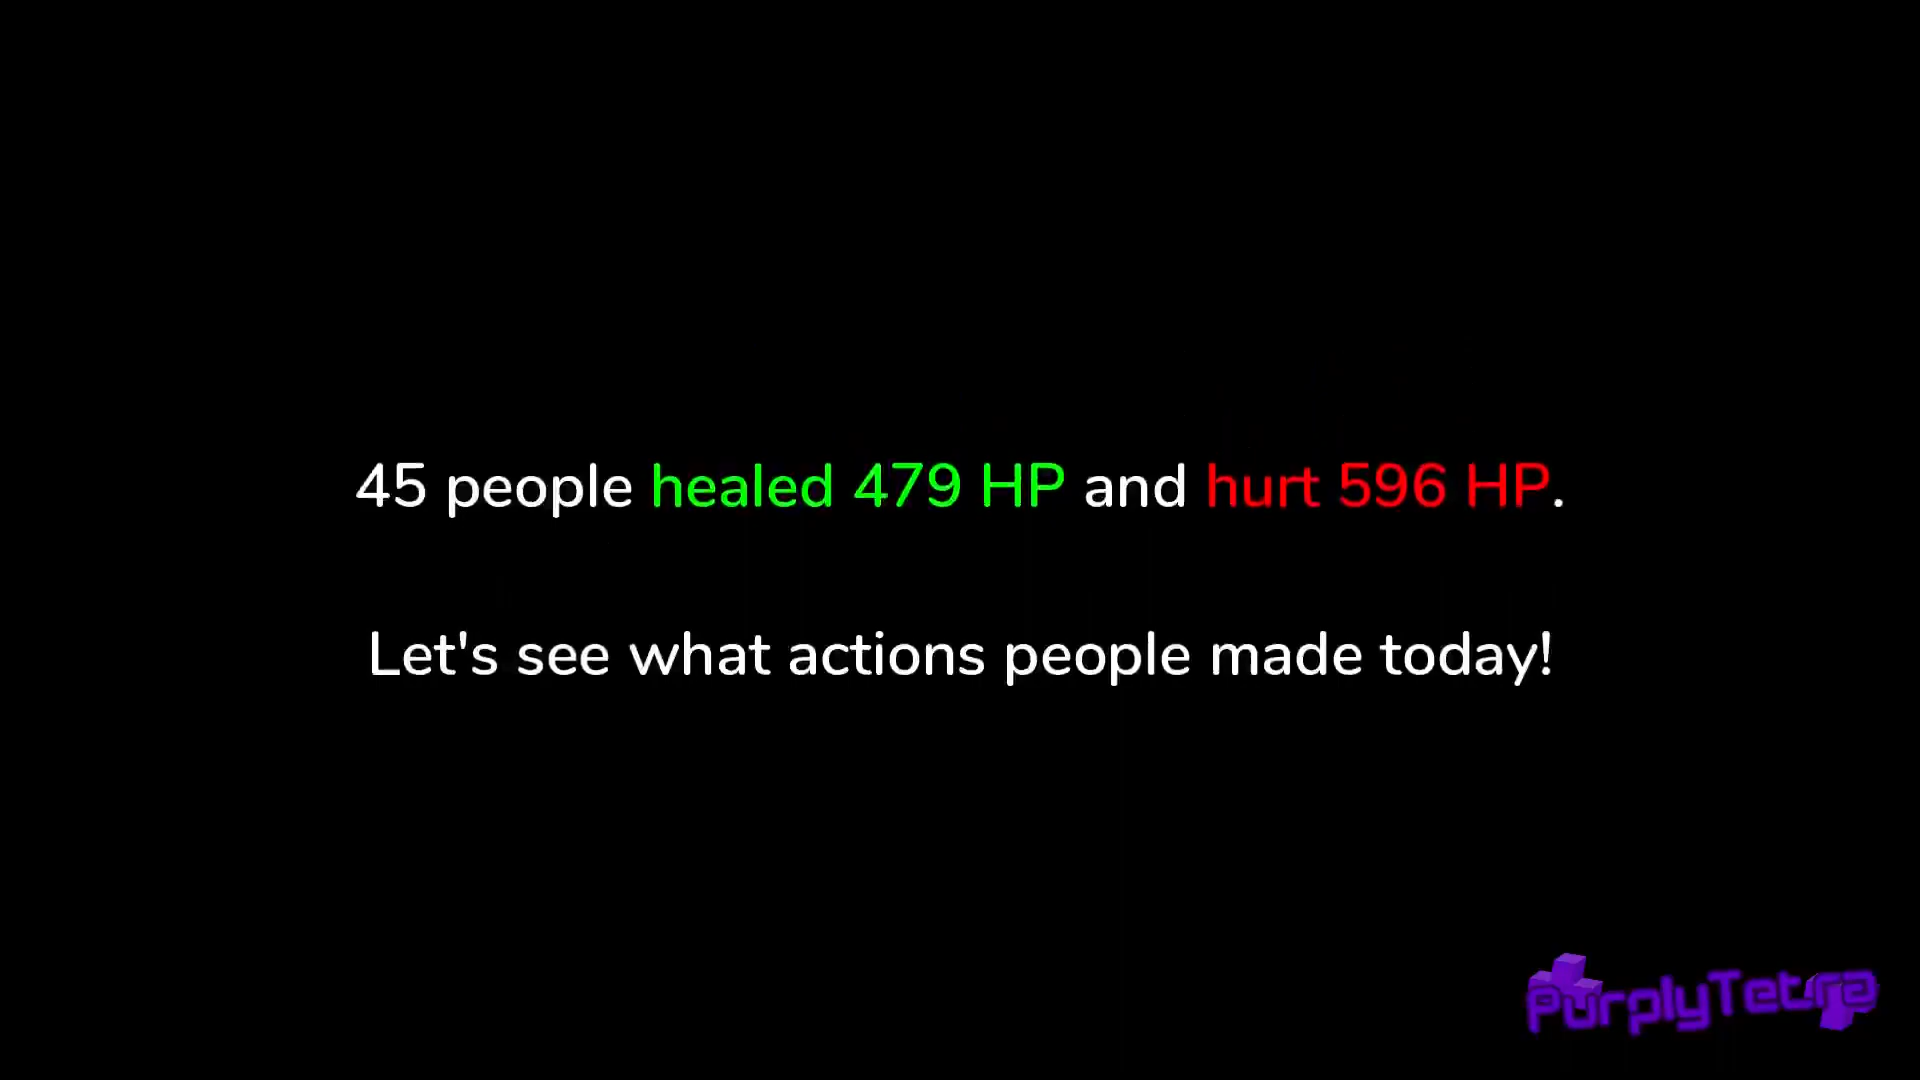 45 people healed 479 HP and hurt 596 HP.
Let's see what actions people made today!
PurplyTetra